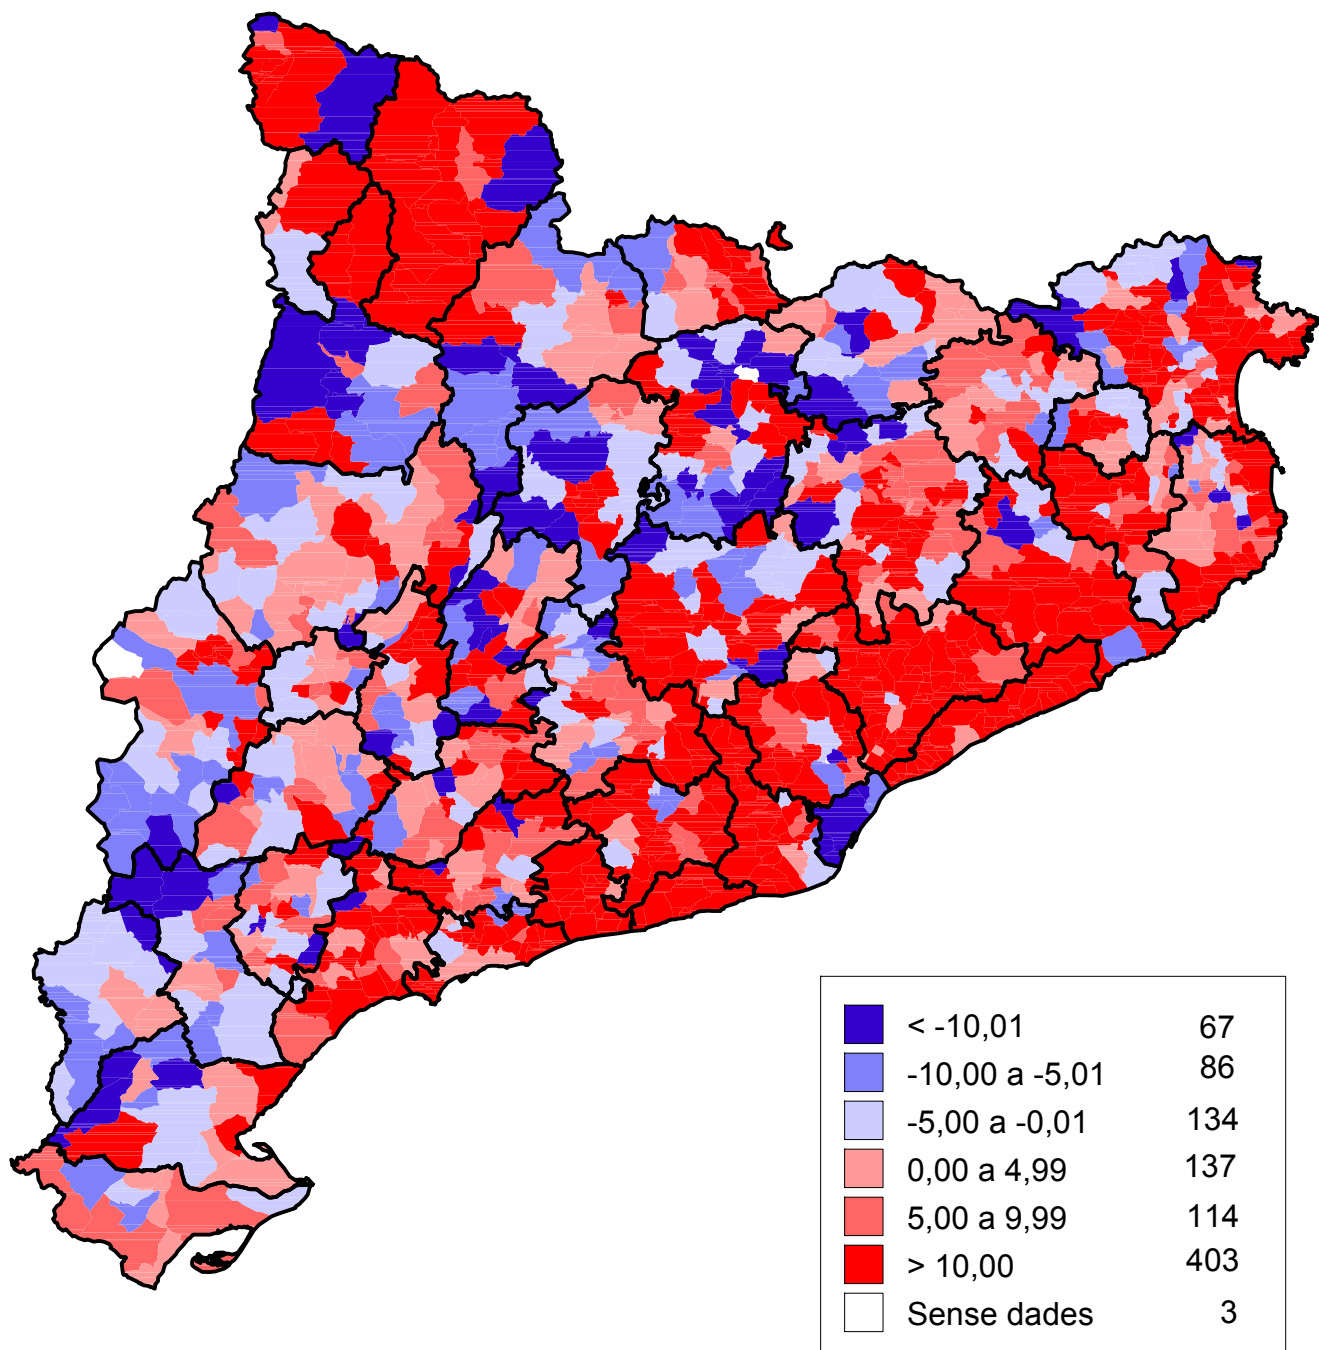 < -10,01 67
-10,00 a -5,01 86
-5,00 a -0,01 134
0,00 a 4,99 137
5,00 a 9,99 114
> 10,00 403
Sense dades 3